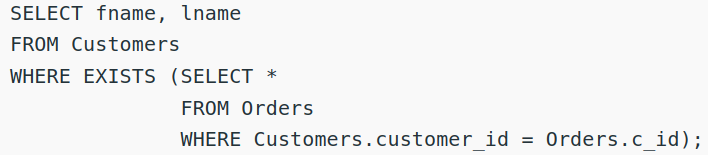 SELECT fname, lname
FROM Customers
WHERE EXISTS (SELECT *
              FROM Orders
              WHERE Customers.customer_id = Orders.c_id);